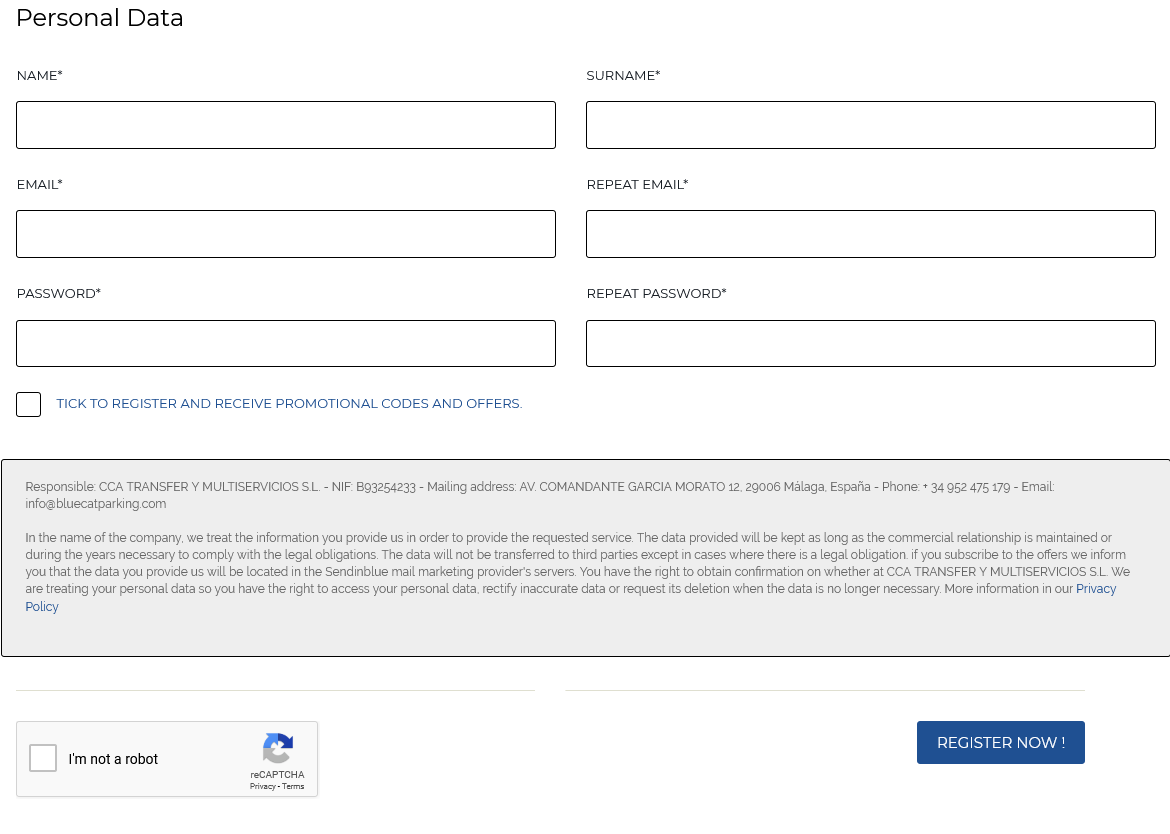 Personal Data
NAME*
SURNAME*
EMAIL*
REPEAT EMAIL*
PASSWORD*
REPEAT PASSWORD*
TICK TO REGISTER AND RECEIVE PROMOTIONAL CODES AND OFFERS.
Responsible: CCA TRANSFER Y MULTISERVICIOS S.L. - NIF: B93254233 - Mailing address: AV. COMANDANTE GARCIA MORATO 12, 29006 Málaga, España - Phone: + 34 952 475 179 - Email:
info@bluecatparking.com
In the name of the company, we treat the information you provide us in order to provide the requested service. The data provided will be kept as long as the commercial relationship is maintained or
during the years necessary to comply with the legal obligations. The data will not be transferred to third parties except in cases where there is a legal obligation. if you subscribe to the offers we inform
you that the data you provide us will be located in the Sendinblue mail marketing provider's servers. You have the right to obtain confirmation on whether at CCA TRANSFER Y MULTISERVICIOS S.L. We
are treating your personal data so you have the right to access your personal data, rectify inaccurate data or request its deletion when the data is no longer necessary. More information in our Privacy
Policy
I'm not a robot
reCAPTCHA
Privacy - Terms
REGISTER NOW !